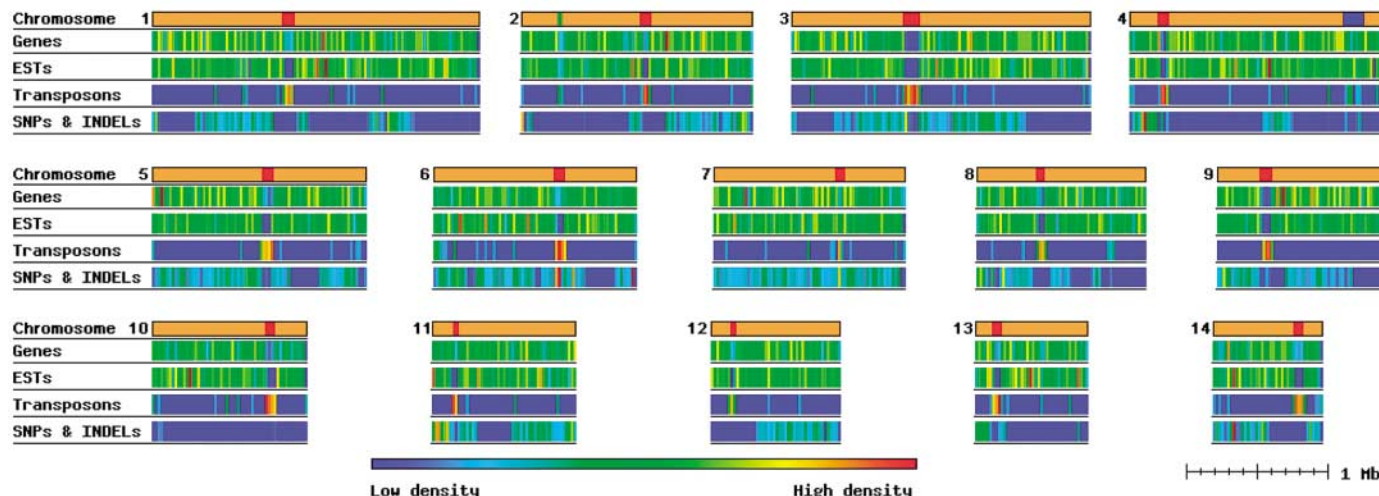 Chromosome 1 2 3 4
Genes
ESTs
Transposons
SNPs & INDELs
Chromosome 5 6 7 8 9
Genes
ESTs
Transposons
SNPs & INDELs
Chromosome 10 11 12 13 14
Genes
ESTs
Transposons
SNPs & INDELs
Low density High density 1 Mb